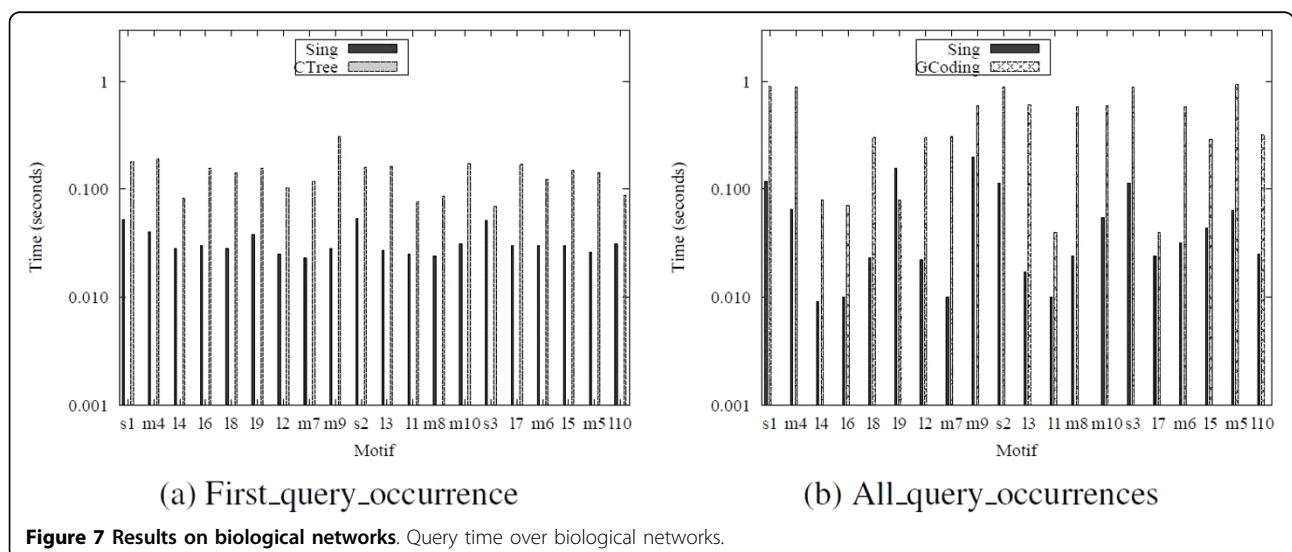 Sing
CTree
1
0.100
0.010
0.001
Time (seconds)
s1 m4 l4 l6 l8 l9 l2 m7 m9 s2 l3 l1 m8 m10 s3 l7 m6 l5 m5 l10
Motif
(a) First_query_occurrence
Sing
GCoding
1
0.100
0.010
0.001
Time (seconds)
s1 m4 l4 l6 l8 l9 l2 m7 m9 s2 l3 l1 m8 m10 s3 l7 m6 l5 m5 l10
Motif
(b) All_query_occurrences
Figure 7 Results on biological networks. Query time over biological networks.